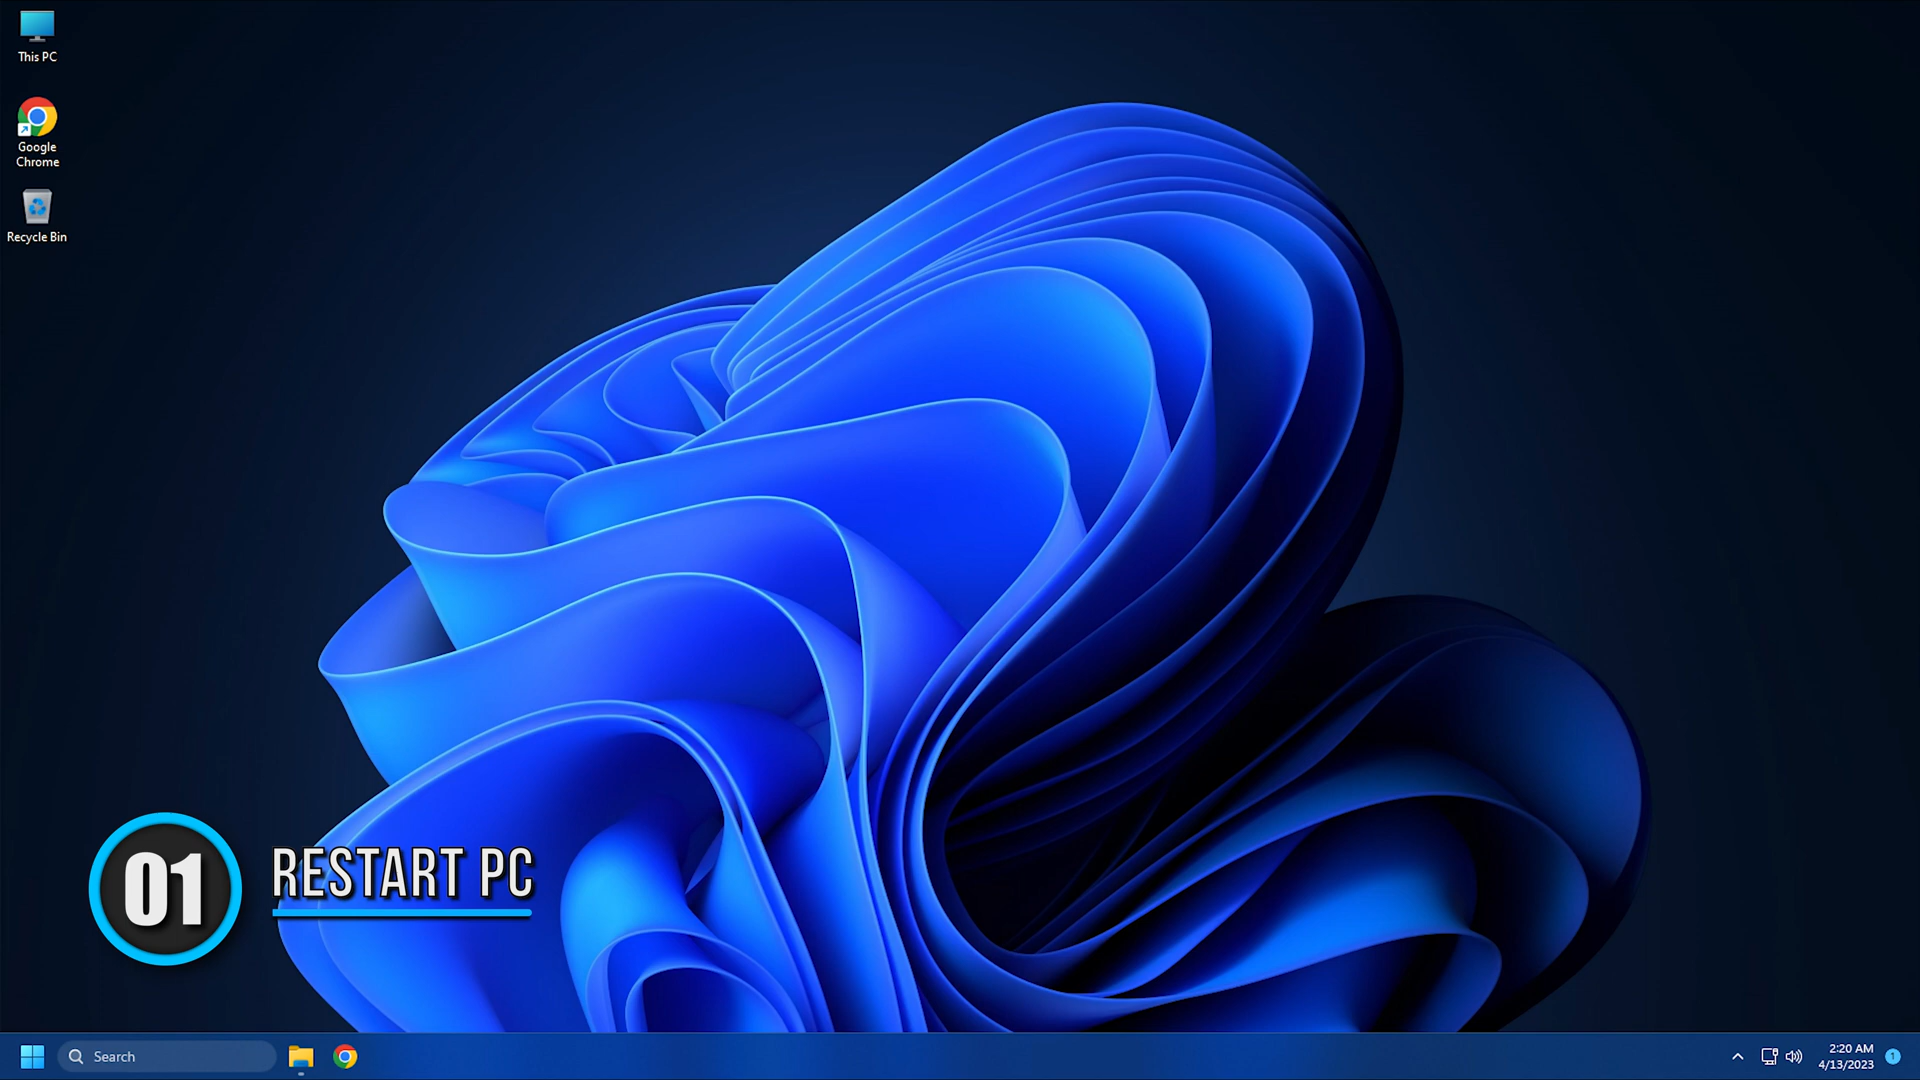 This PC
Google
Chrome
Recycle Bin
01
RESTART PC
Search
2:20 AM
4/13/2023
1